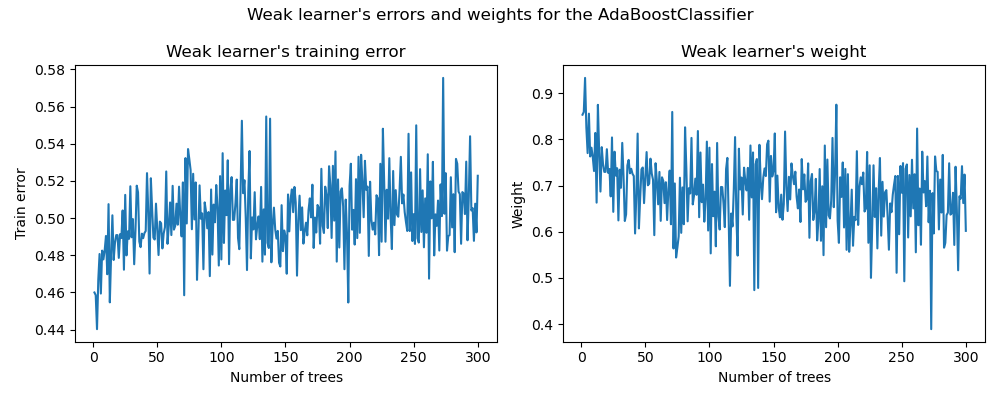 Weak learner's errors and weights for the AdaBoostClassifier
Weak learner's training error
0.58
0.56
0.54
0.52
0.50
0.48
0.46
0.44
Train error
0 50 100 150 200 250 300
Number of trees
Weak learner's weight
0.9
0.8
0.7
0.6
0.5
0.4
Weight
0 50 100 150 200 250 300
Number of trees